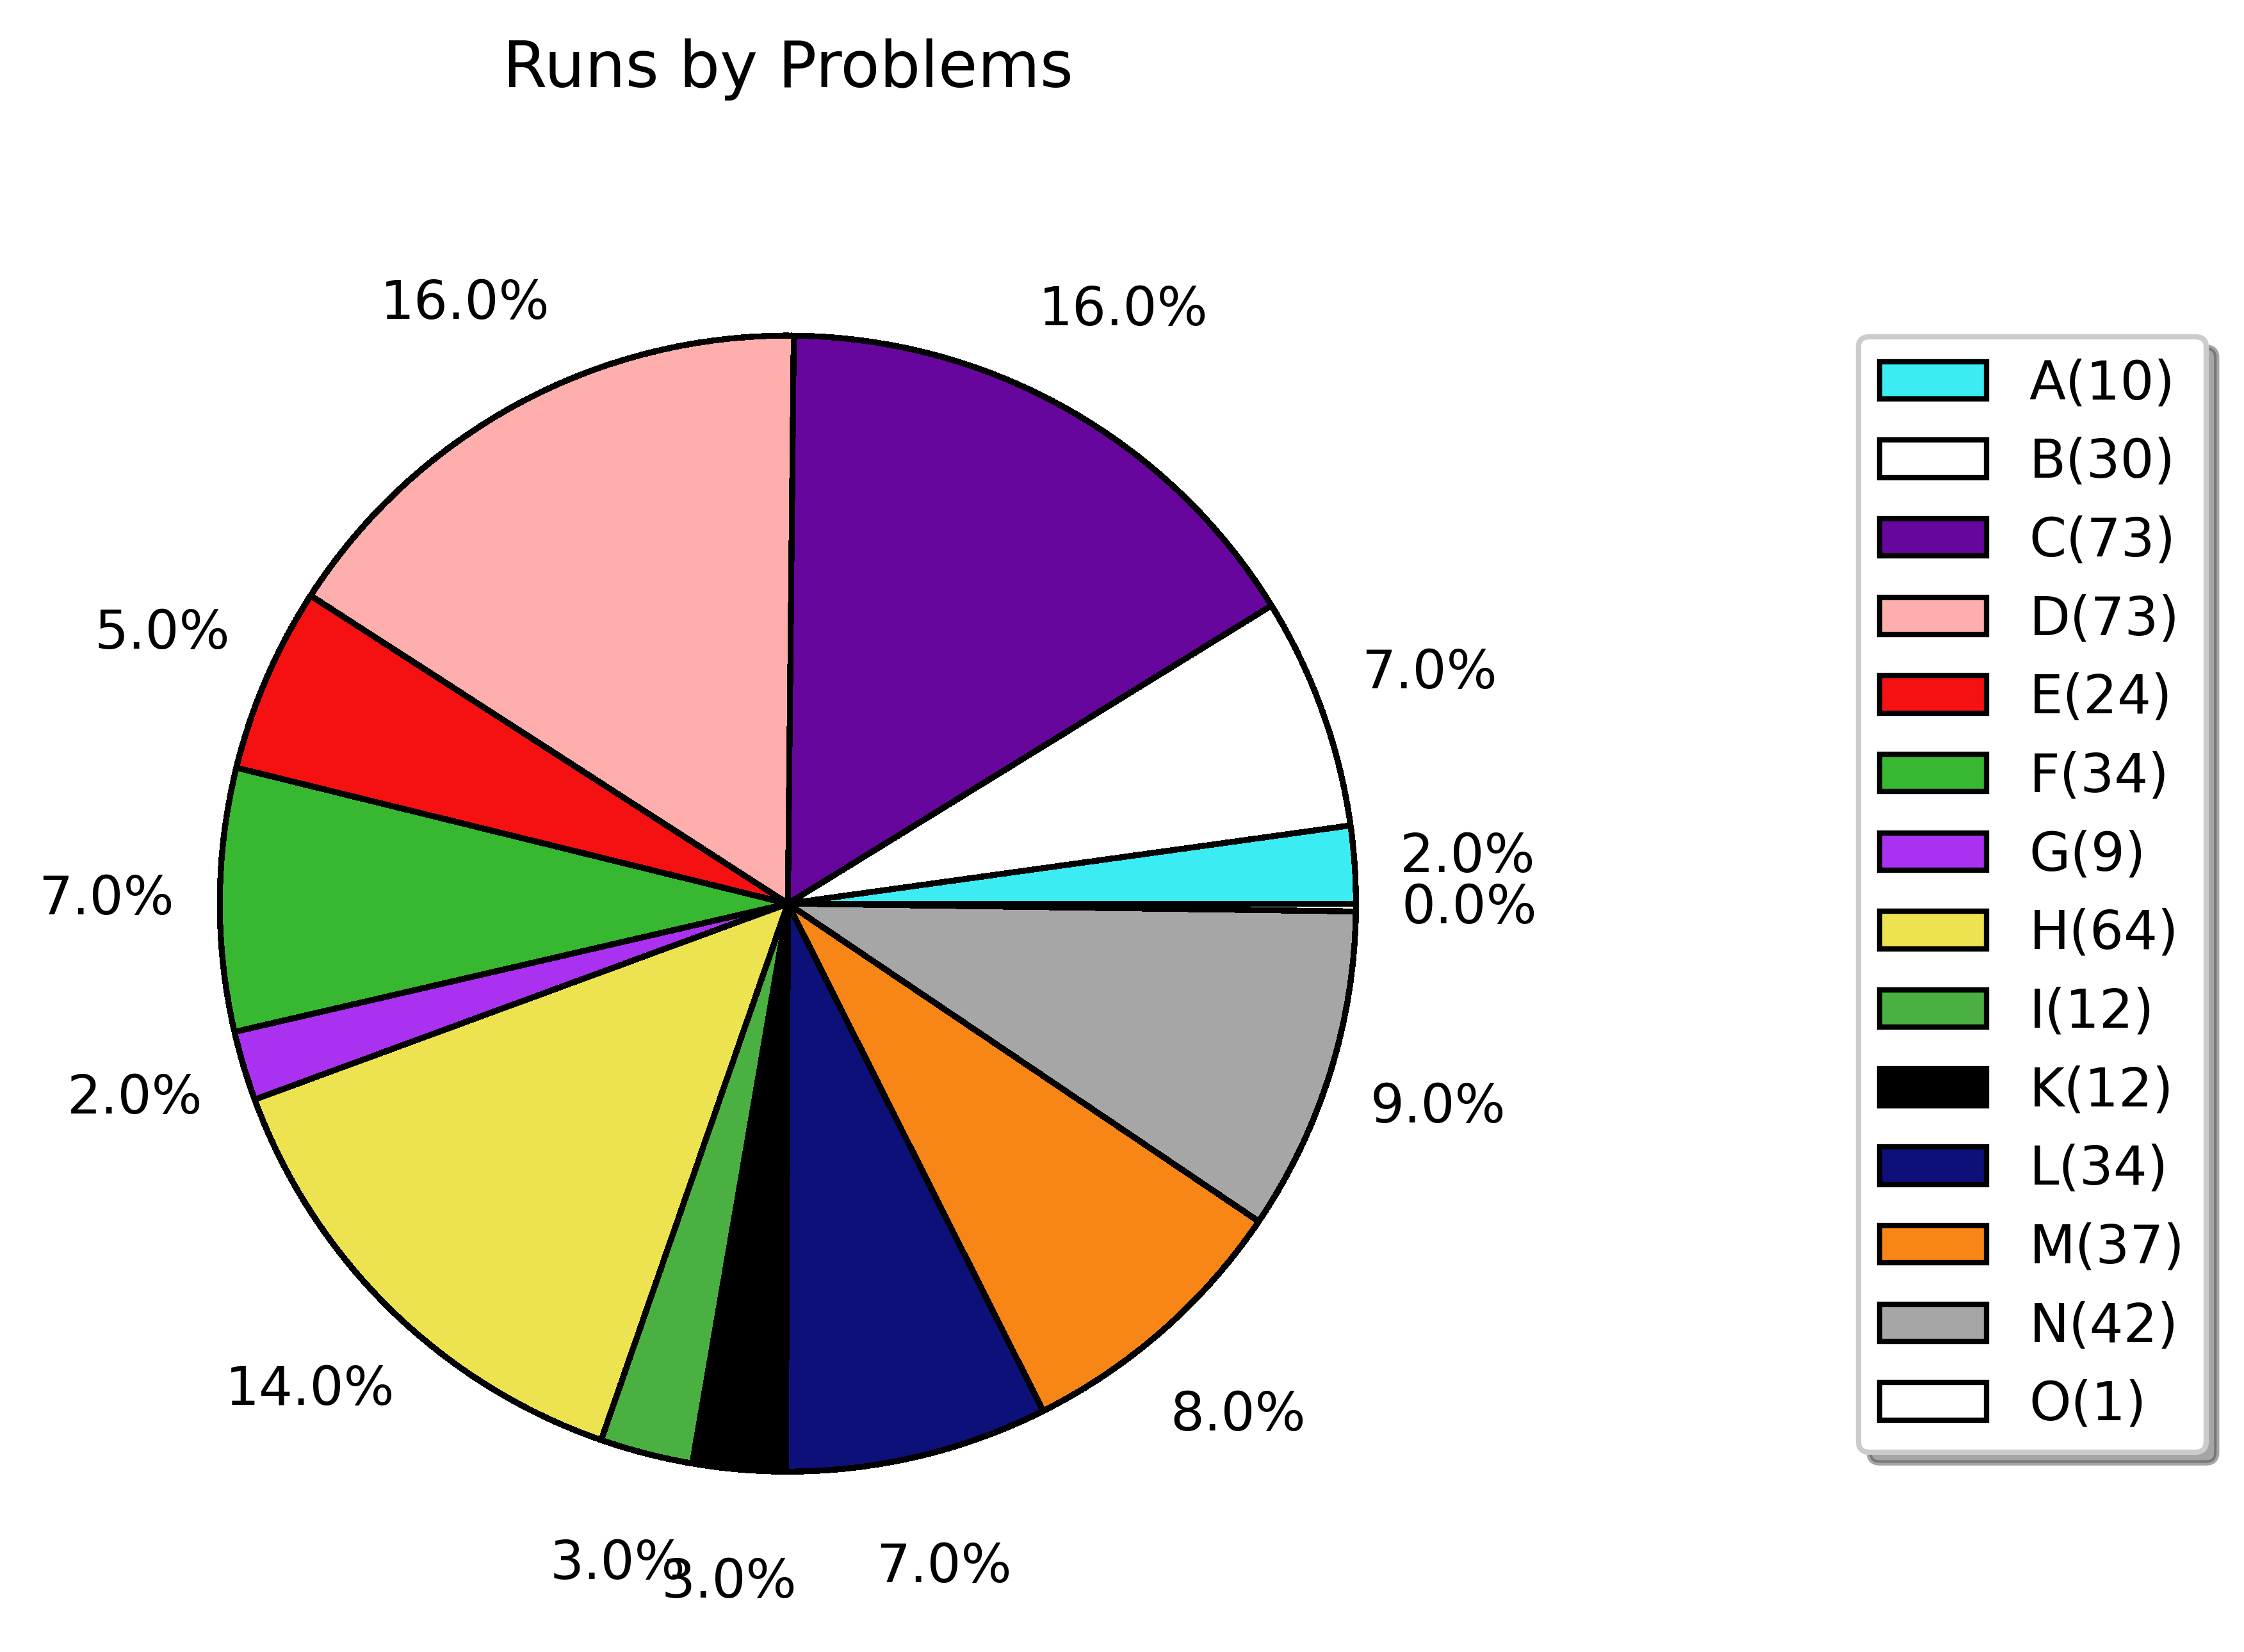 Runs by Problems
16.0%
16.0%
5.0%
7.0%
7.0%
2.0%
0.0%
2.0%
9.0%
14.0%
8.0%
3.0%
3.0%
7.0%
A(10)
B(30)
C(73)
D(73)
E(24)
F(34)
G(9)
H(64)
I(12)
K(12)
L(34)
M(37)
N(42)
O(1)